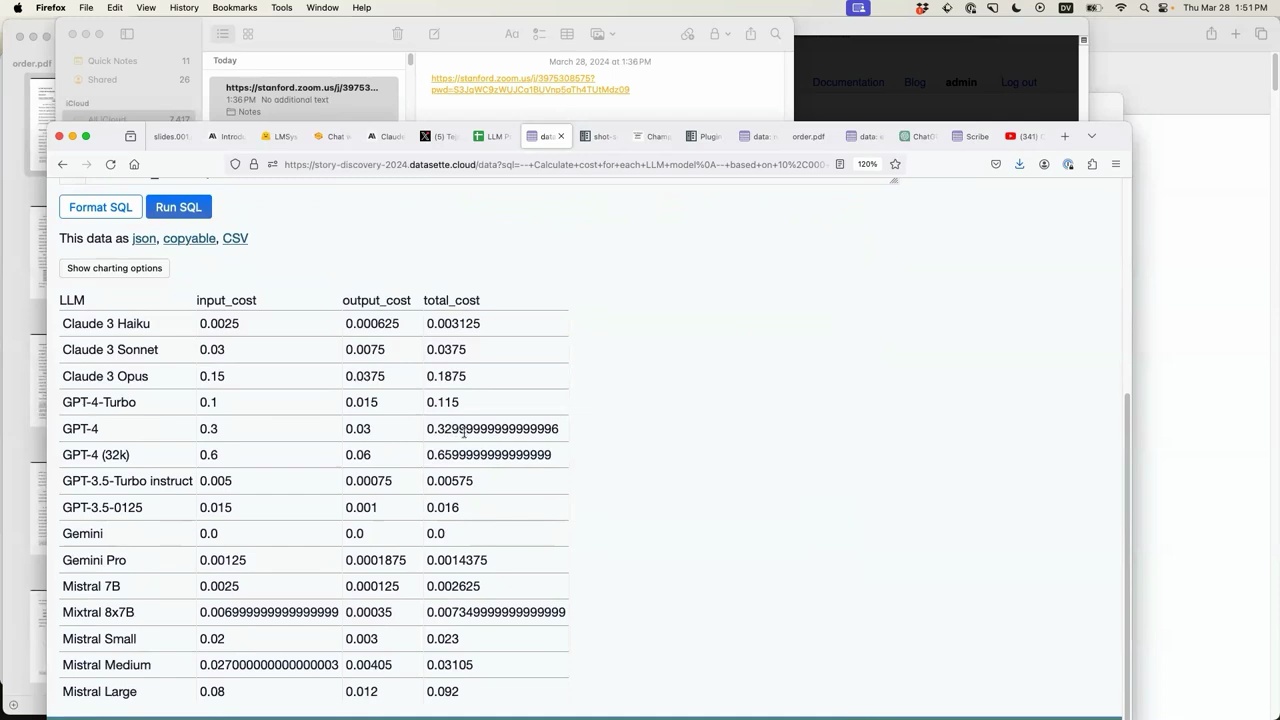 Firefox File Edit View History Bookmarks Tools Window Help DV Thu Mar 28 1:51 PM
order.pdf
Quick Notes 11
Shared 26
iCloud
Today
https://stanford.zoom.us/j/39753...
1:36 PM No additional text
Notes
March 28, 2024 at 1:36 PM
https://stanford.zoom.us/j/3975308575?
pwd=S3JqWC9zWUJCa1BUVnp5aTh4TUtMdz09
Documentation Blog admin Log out
slides.001. Introdu LMSys Chat w Claude (5) Tej LLM Pr data: shot-s Champ Plugin data:c order.pdf data: e ChatGP Scribe (341)
https://story-discovery-2024.datasette.cloud/data?sql=--+Calculate+cost+for+each+LLM+model%0A--+based+on+10%2C000+ 120%
Format SQL Run SQL
This data as json, copyable, CSV
Show charting options
LLM input_cost output_cost total_cost
Claude 3 Haiku 0.0025 0.000625 0.003125
Claude 3 Sonnet 0.03 0.0075 0.0375
Claude 3 Opus 0.15 0.0375 0.1875
GPT-4-Turbo 0.1 0.015 0.115
GPT-4 0.3 0.03 0.32999999999999996
GPT-4 (32k) 0.6 0.06 0.6599999999999999
GPT-3.5-Turbo instruct 0.005 0.00075 0.00575
GPT-3.5-0125 0.015 0.001 0.016
Gemini 0.0 0.0 0.0
Gemini Pro 0.00125 0.0001875 0.0014375
Mistral 7B 0.0025 0.000125 0.002625
Mixtral 8x7B 0.006999999999999999 0.00035 0.007349999999999999
Mistral Small 0.02 0.003 0.023
Mistral Medium 0.027000000000000003 0.00405 0.03105
Mistral Large 0.08 0.012 0.092